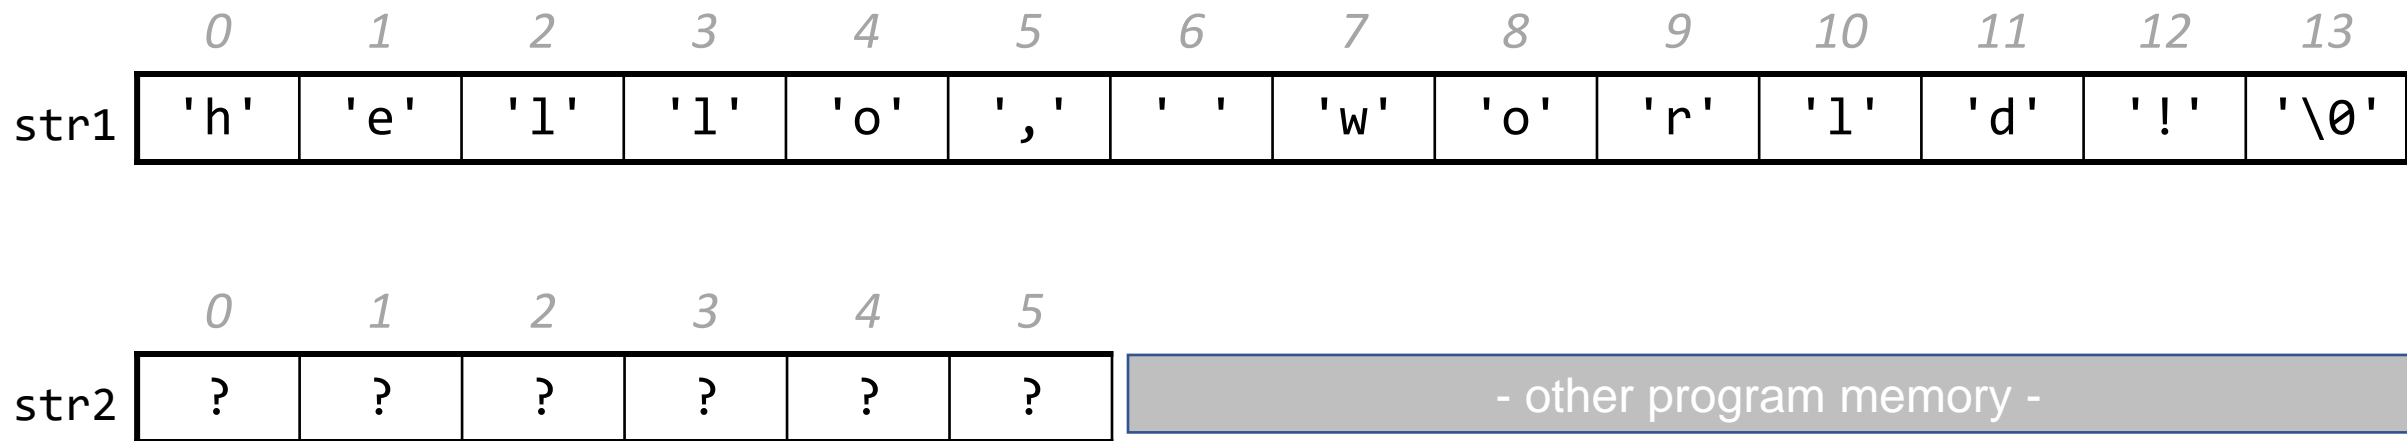 0 1 2 3 4 5 6 7 8 9 10 11 12 13
str1 'h' 'e' 'l' 'l' 'o' ',' ' ' 'w' 'o' 'r' 'l' 'd' '!' '\0'
0 1 2 3 4 5
str2 ? ? ? ? ? ? - other program memory -